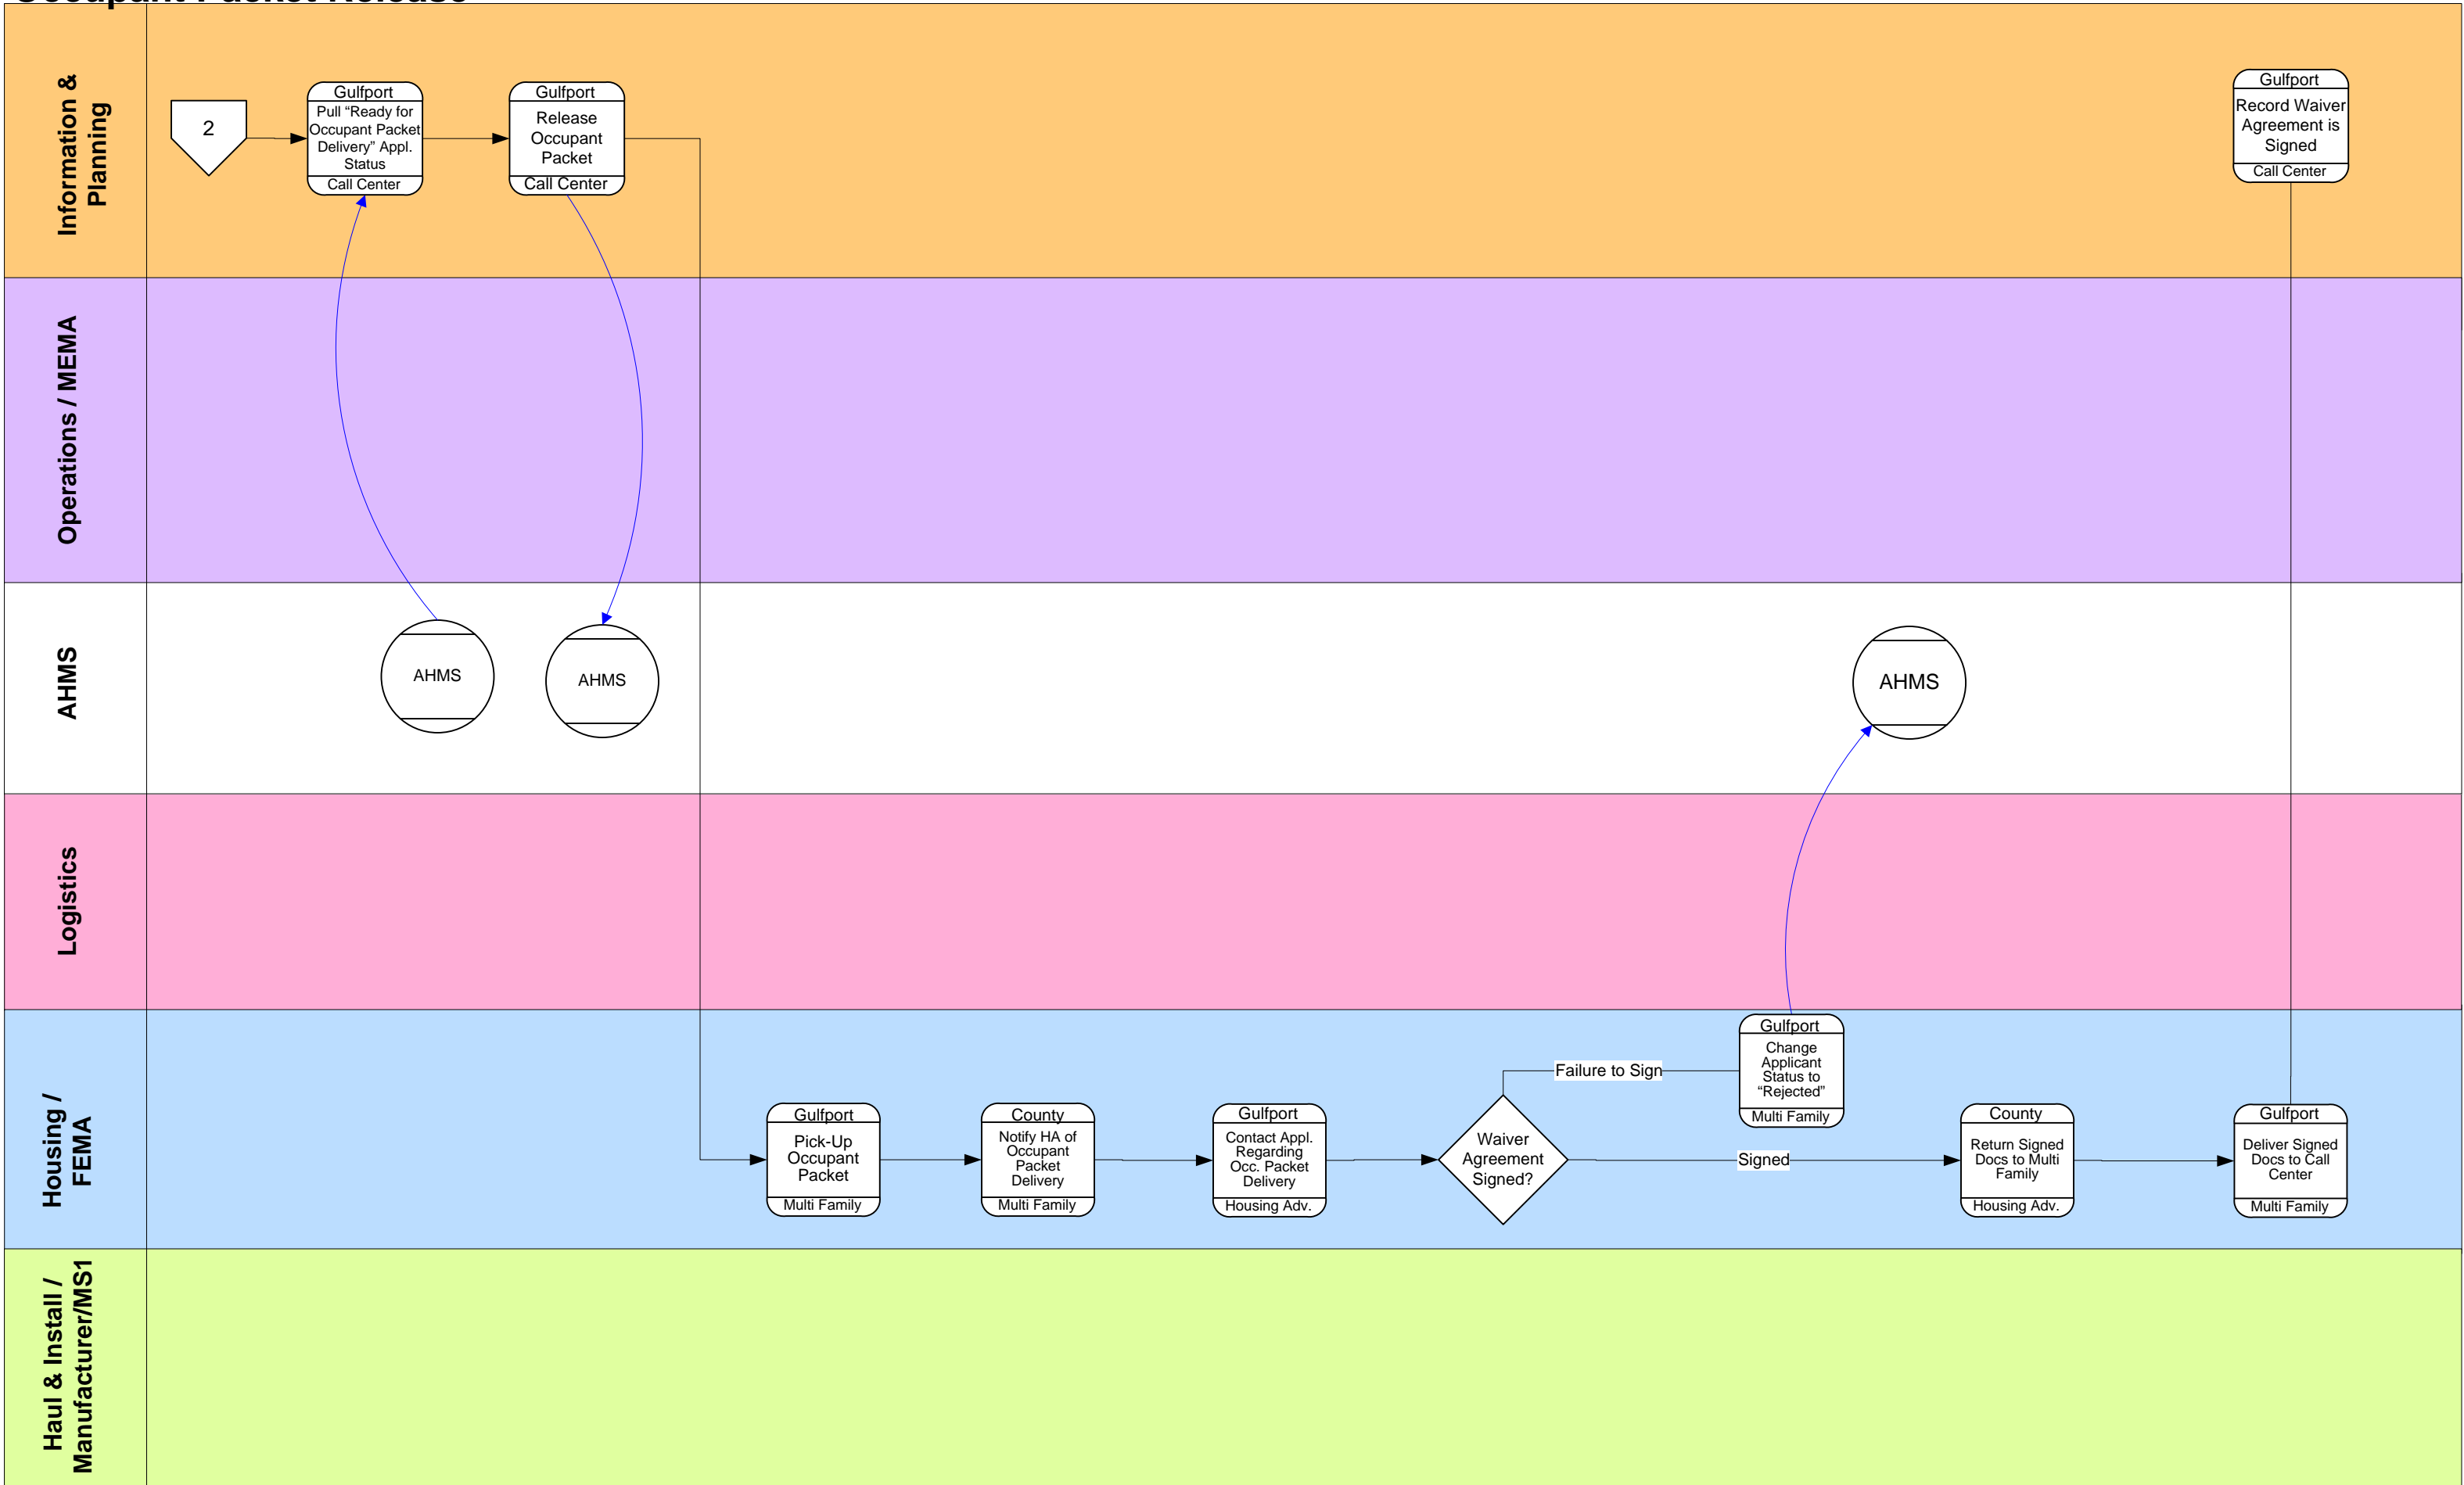 Occupant Packet Release
Information &
Planning
2
Gulfport
Pull “Ready for
Occupant Packet
Delivery” Appl.
Status
Call Center
Gulfport
Release
Occupant
Packet
Call Center
Gulfport
Record Waiver
Agreement is
Signed
Call Center
Operations / MEMA
AHMS
AHMS
AHMS
AHMS
Logistics
Housing /
FEMA
Gulfport
Pick-Up
Occupant
Packet
Multi Family
County
Notify HA of
Occupant
Packet
Delivery
Multi Family
Gulfport
Contact Appl.
Regarding
Occ. Packet
Delivery
Housing Adv.
Waiver
Agreement
Signed?
Failure to Sign
Gulfport
Change
Applicant
Status to
“Rejected”
Multi Family
Signed
County
Return Signed
Docs to Multi
Family
Housing Adv.
Gulfport
Deliver Signed
Docs to Call
Center
Multi Family
Haul & Install /
Manufacturer/MS1